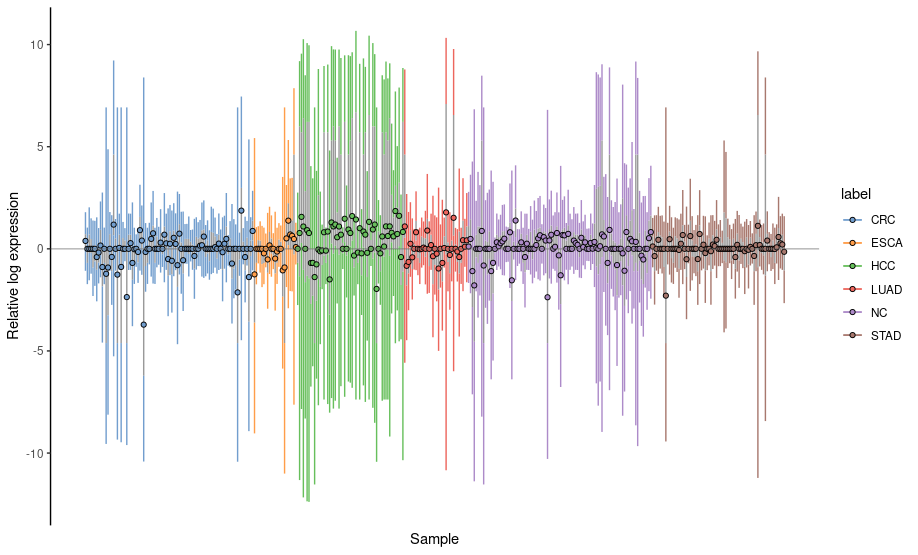 10
5
0
-5
-10
Relative log expression
Sample
label
CRC
ESCA
HCC
LUAD
NC
STAD